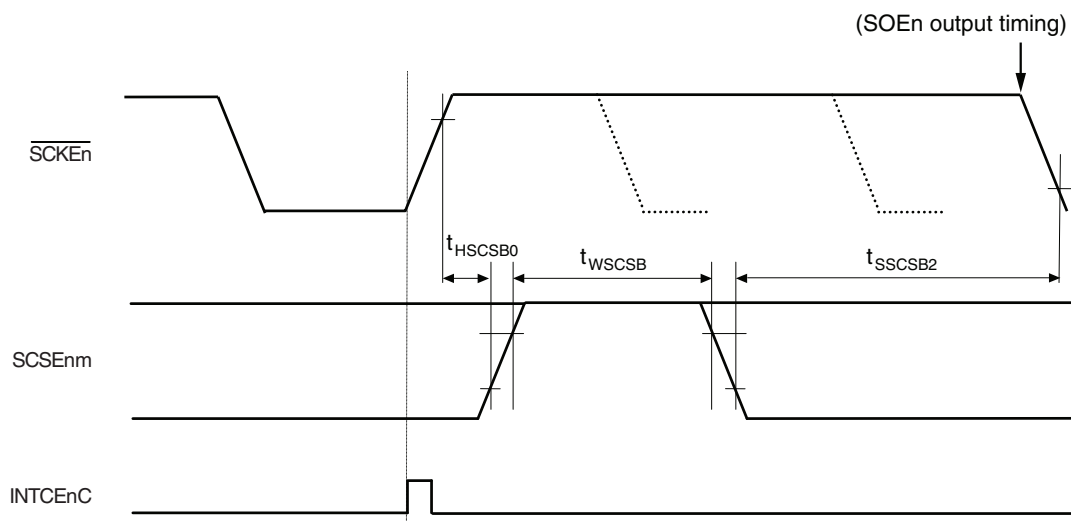 (SOEn output timing)
SCKEn
tHSCSB0
tWSCSB
tSSCSB2
SCSEnm
INTCEnC